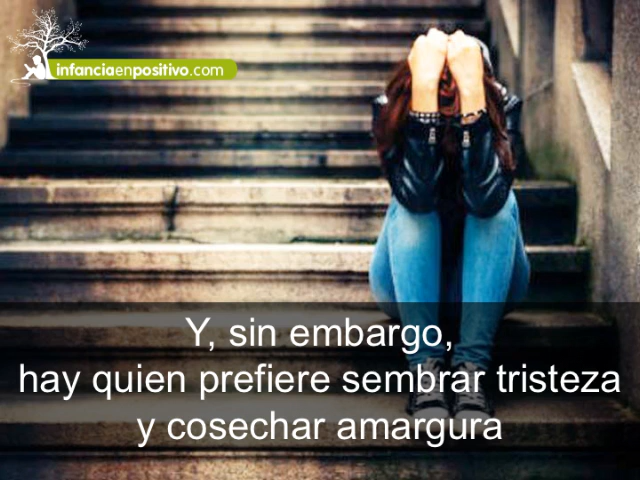 infanciaenpositivo.com
Y, sin embargo,
hay quien prefiere sembrar tristeza
y cosechar amargura